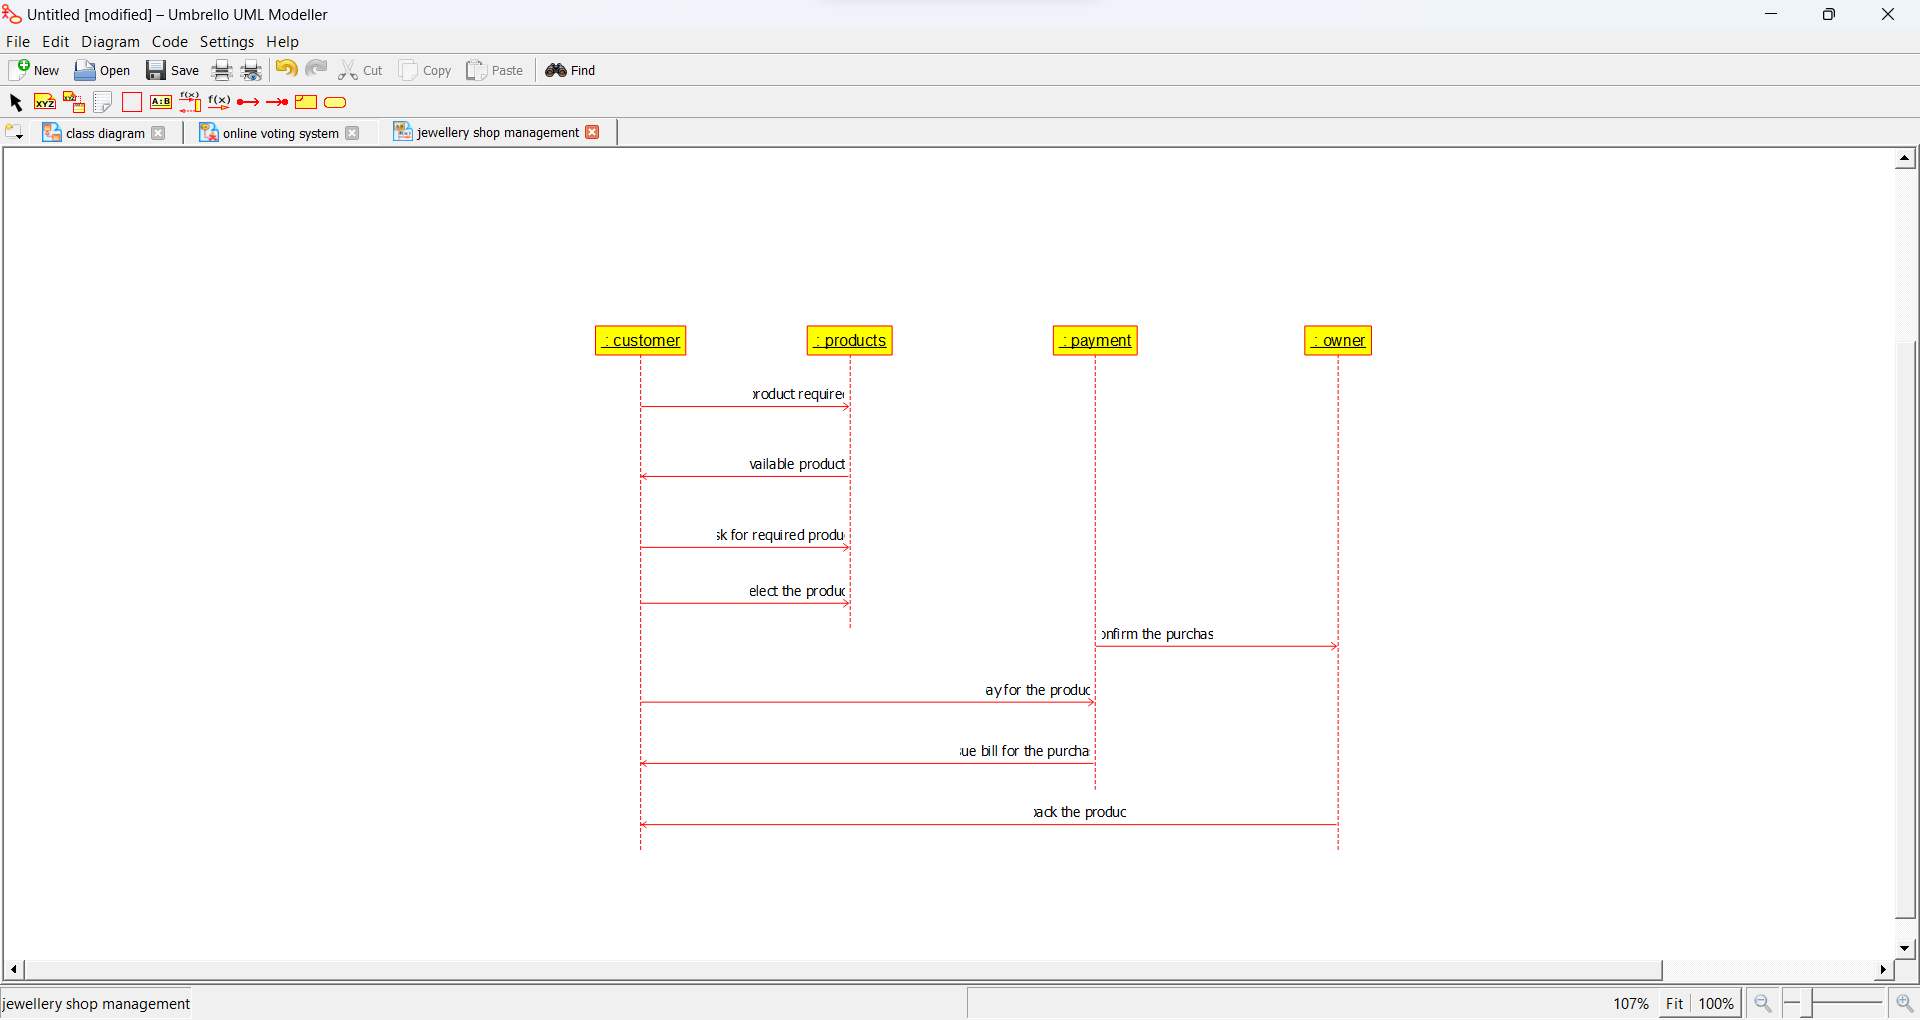 Untitled [modified] – Umbrello UML Modeller
File Edit Diagram Code Settings Help
New Open Save Cut Copy Paste Find
XYZ XYZ A:B f(x) f(x)
class diagram online voting system jewellery shop management
: customer : products : payment : owner
roduct require
vailable product
sk for required produ
elect the produc
onfirm the purchas
ay for the produc
ue bill for the purcha
ack the produc
jewellery shop management 107% Fit 100%